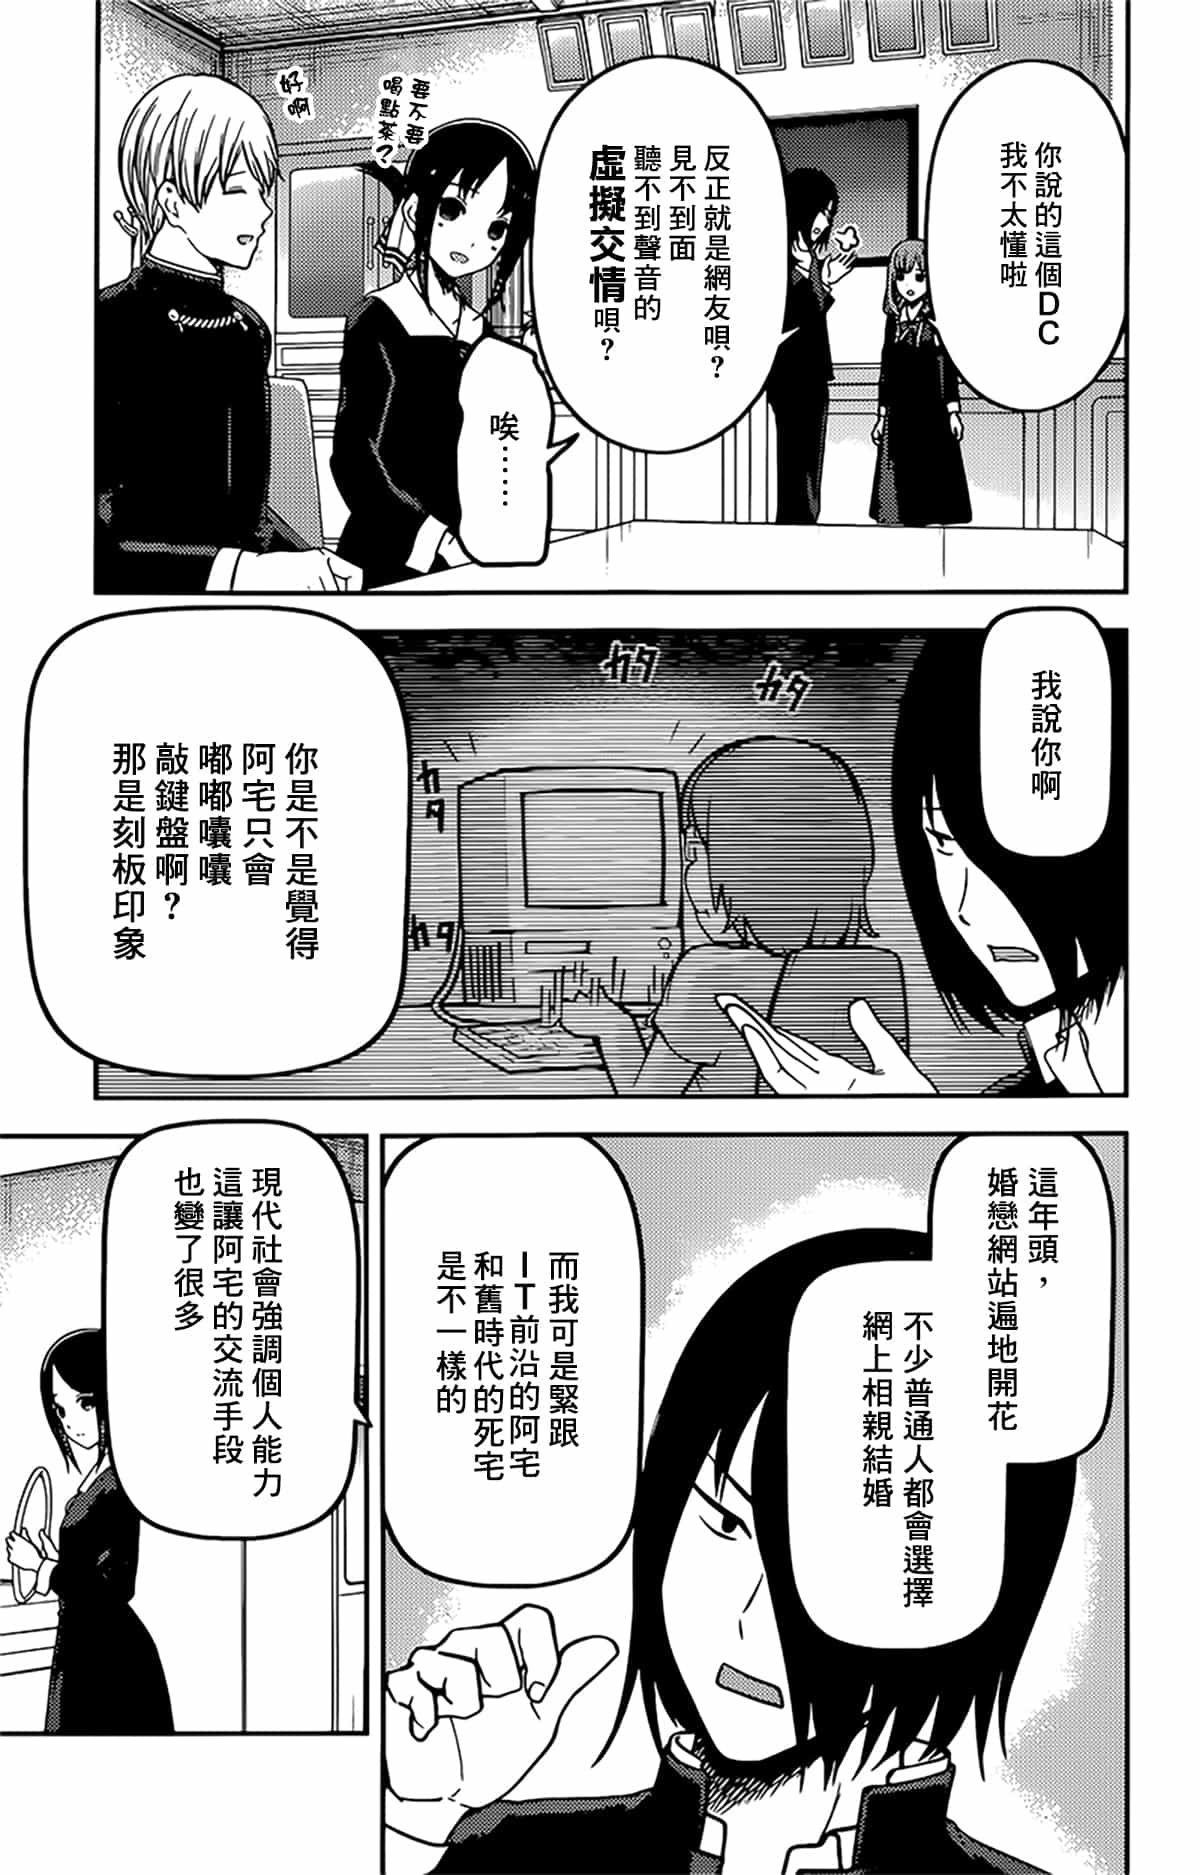 你說的這個DC
我不太懂啦
反正就是網友唄？
見不到面
聽不到聲音的
虛擬交情唄？
唉……
要不要
喝點茶？
好啊
我說你啊
カタ
カタ
カタ
カタ
你是不是覺得
阿宅只會
嘟嘟囔囔
敲鍵盤啊？
那是刻板印象
這年頭，
婚戀網站遍地開花
不少普通人都會選擇
網上相親結婚
而我可是緊跟
IT前沿的阿宅
和舊時代的死宅
是不一樣的
現代社會強調個人能力
這讓阿宅的交流手段
也變了很多